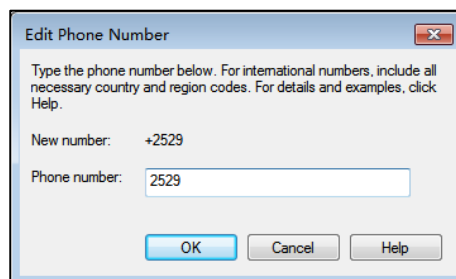 Edit Phone Number
Type the phone number below. For international numbers, include all
necessary country and region codes. For details and examples, click
Help.
New number: +2529
Phone number: 2529
OK Cancel Help